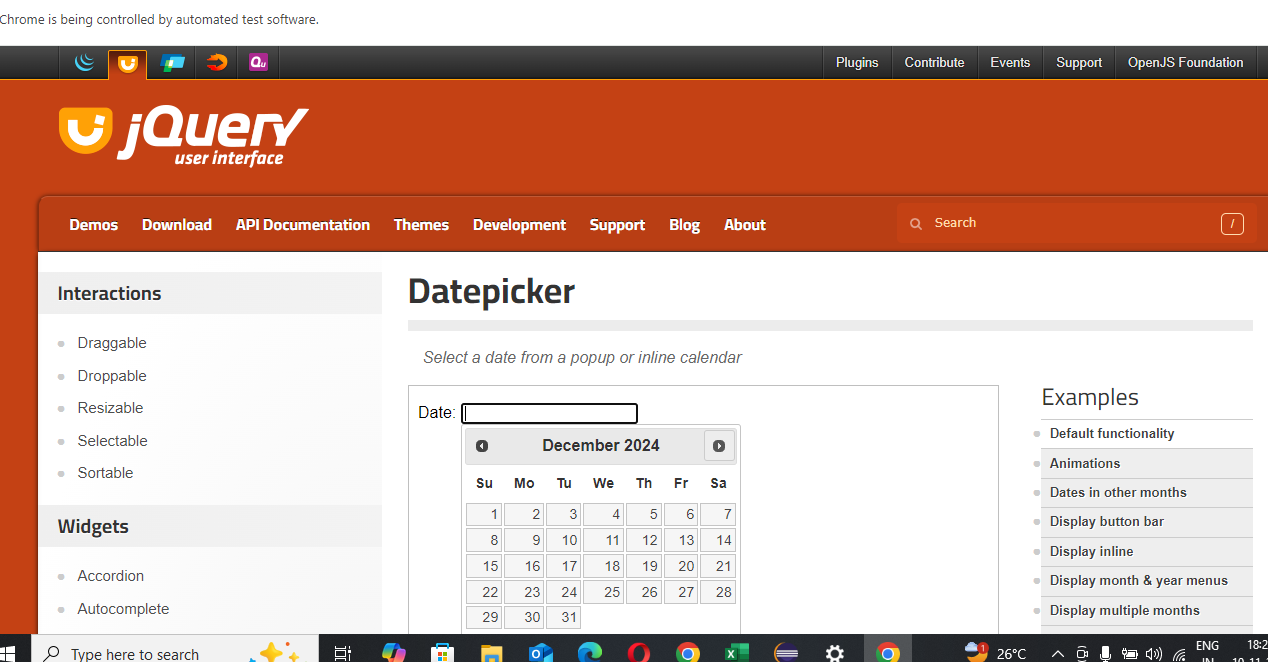 Chrome is being controlled by automated test software.
Qu
Plugins Contribute Events Support OpenJS Foundation
jQuery
user interface
Demos Download API Documentation Themes Development Support Blog About Search /
Interactions
Draggable
Droppable
Resizable
Selectable
Sortable
Widgets
Accordion
Autocomplete
Datepicker
Select a date from a popup or inline calendar
Date:
December 2024
Su Mo Tu We Th Fr Sa
1 2 3 4 5 6 7
8 9 10 11 12 13 14
15 16 17 18 19 20 21
22 23 24 25 26 27 28
29 30 31
Examples
Default functionality
Animations
Dates in other months
Display button bar
Display inline
Display month & year menus
Display multiple months
Type here to search
1
26°C
ENG